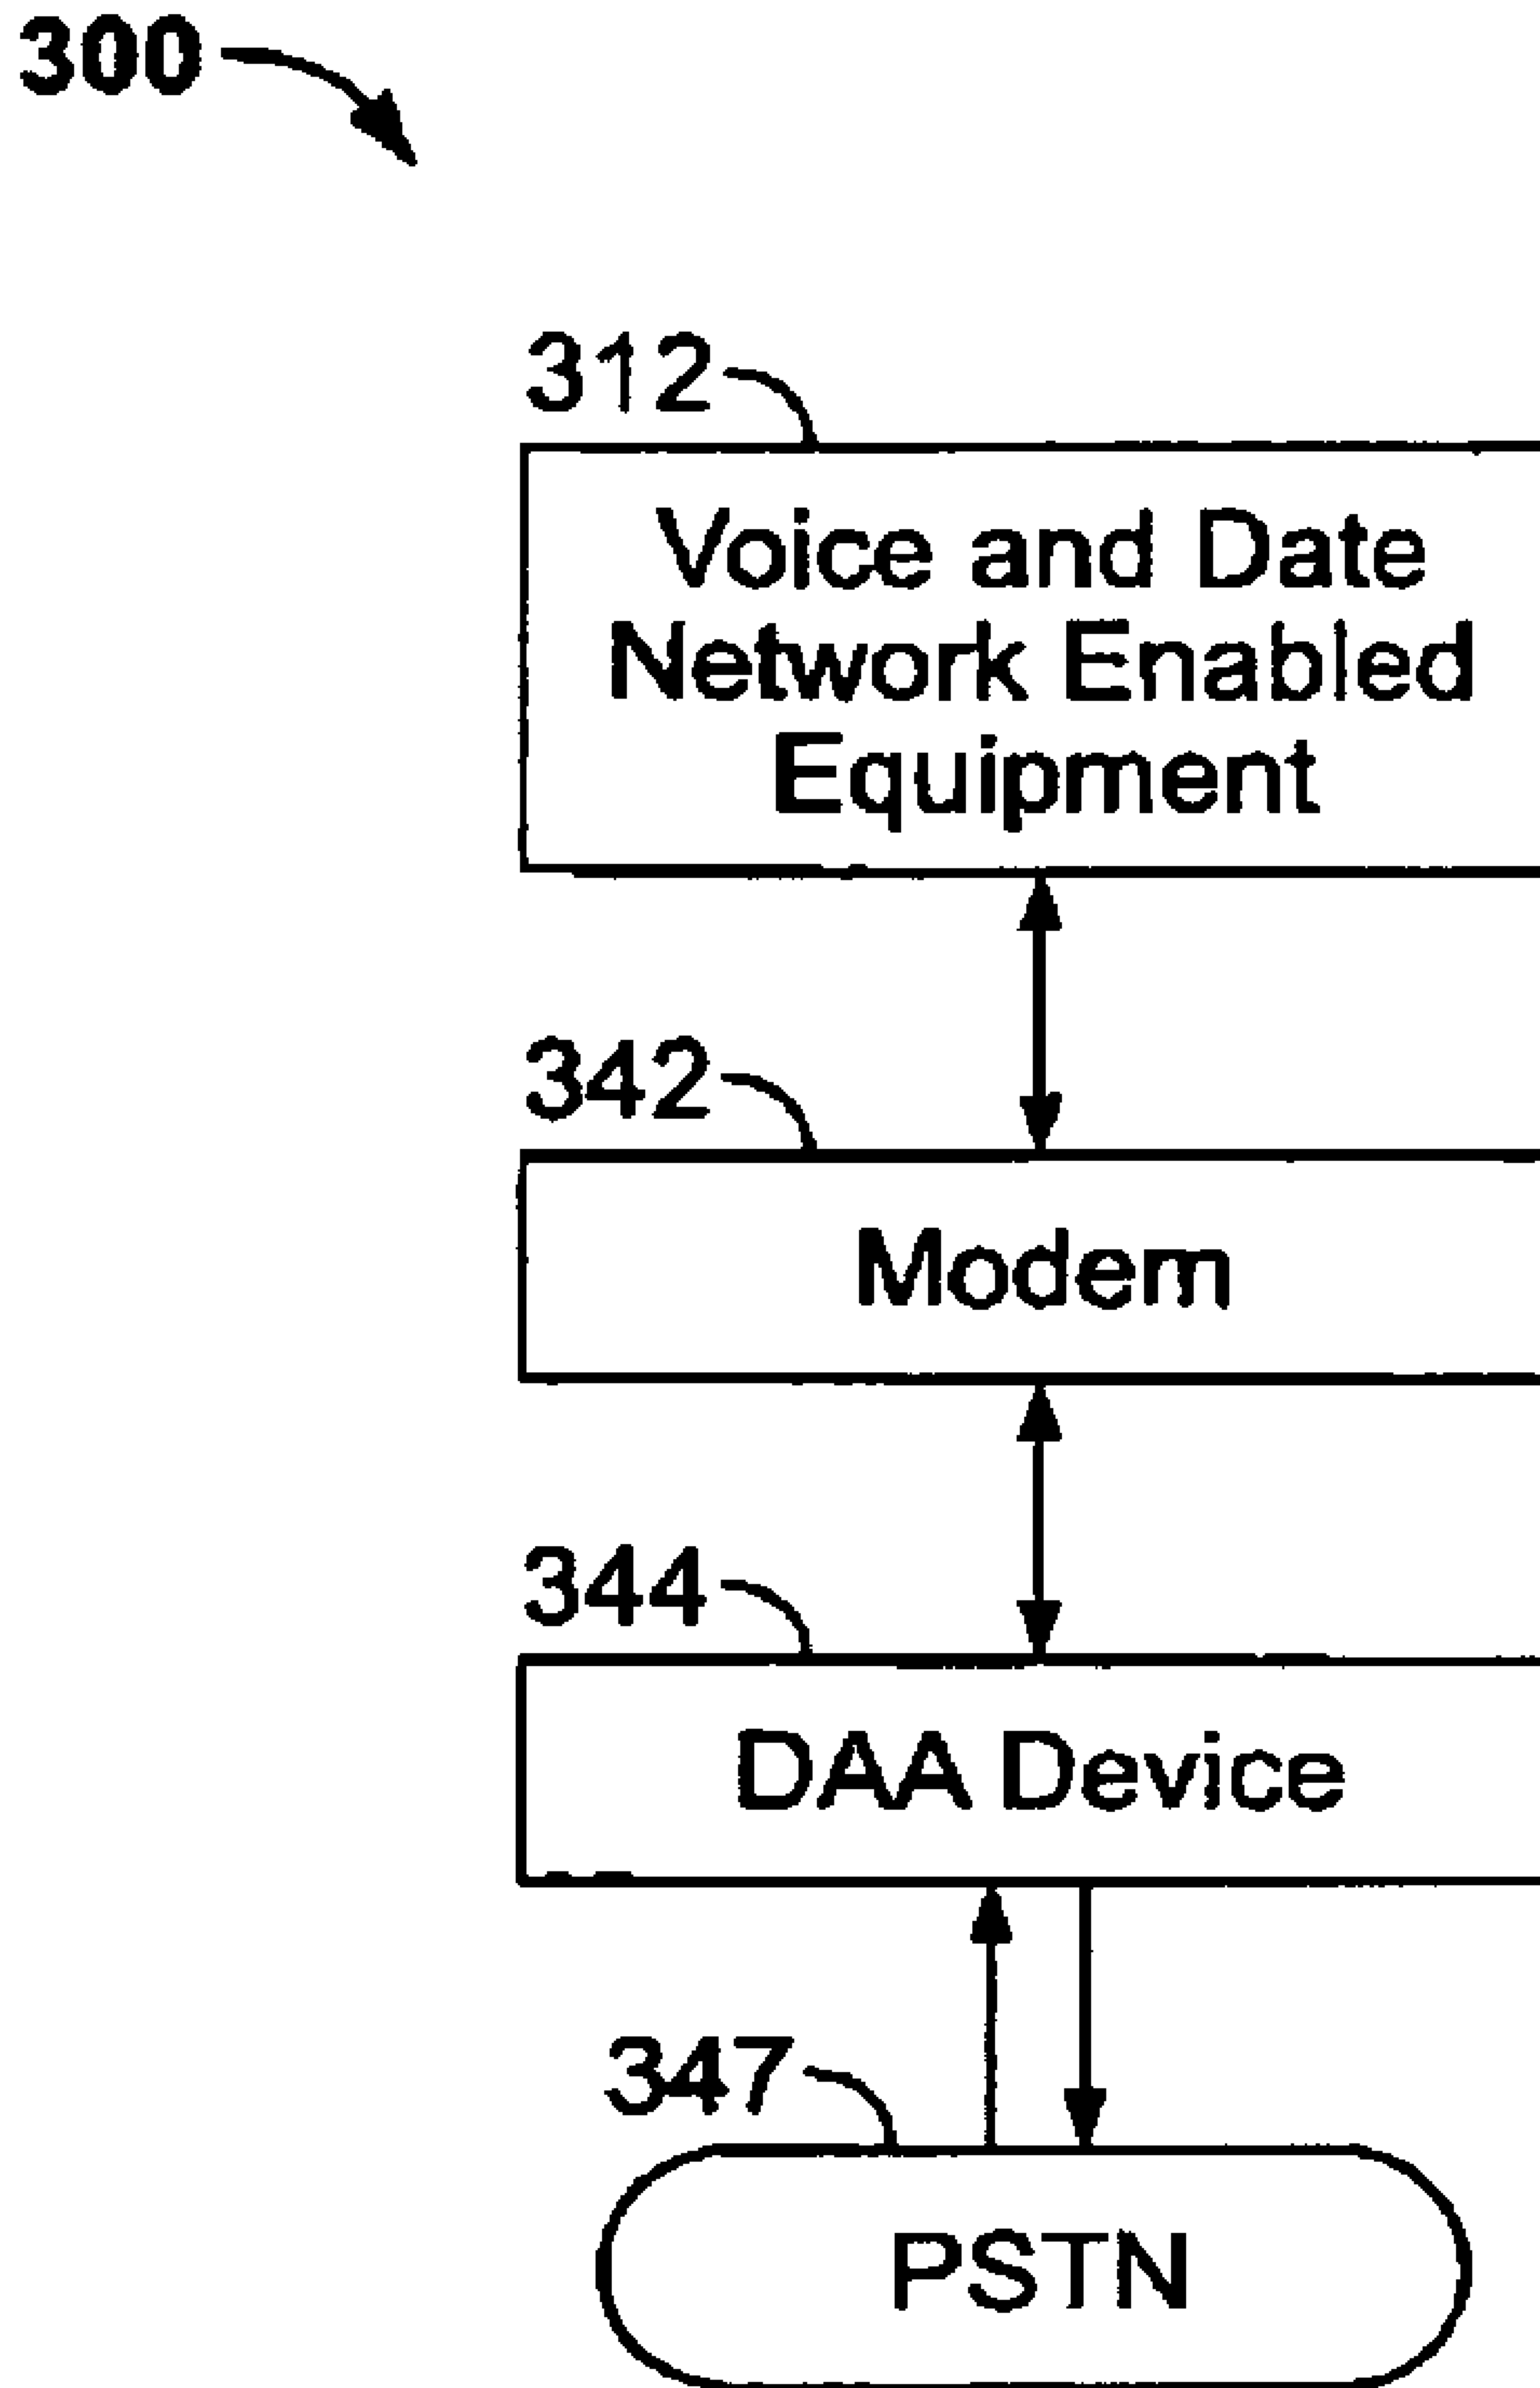 300
312
Voice and Date
Network Enabled
Equipment
342
Modem
344
DAA Device
347
PSTN